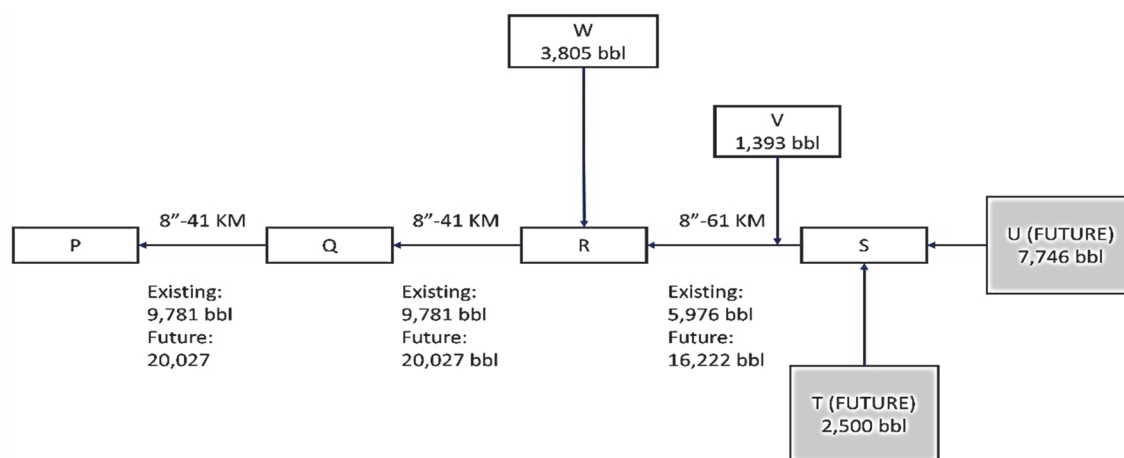 W
3,805 bbl
V
1,393 bbl
8”-41 KM
8”-41 KM
8”-61 KM
P
Q
R
S
U (FUTURE)
7,746 bbl
Existing:
9,781 bbl
Future:
20,027
Existing:
9,781 bbl
Future:
20,027 bbl
Existing:
5,976 bbl
Future:
16,222 bbl
T (FUTURE)
2,500 bbl